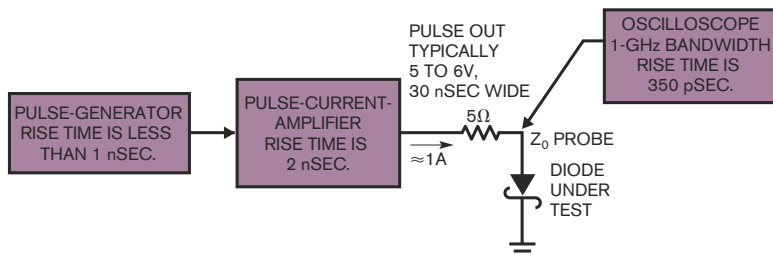 PULSE-GENERATOR
RISE TIME IS LESS
THAN 1 nSEC.
PULSE-CURRENT-
AMPLIFIER
RISE TIME IS
2 nSEC.
PULSE OUT
TYPICALLY
5 TO 6V,
30 nSEC WIDE
5Ω
≈1A
Z₀ PROBE
DIODE
UNDER
TEST
OSCILLOSCOPE
1-GHz BANDWIDTH
RISE TIME IS
350 pSEC.